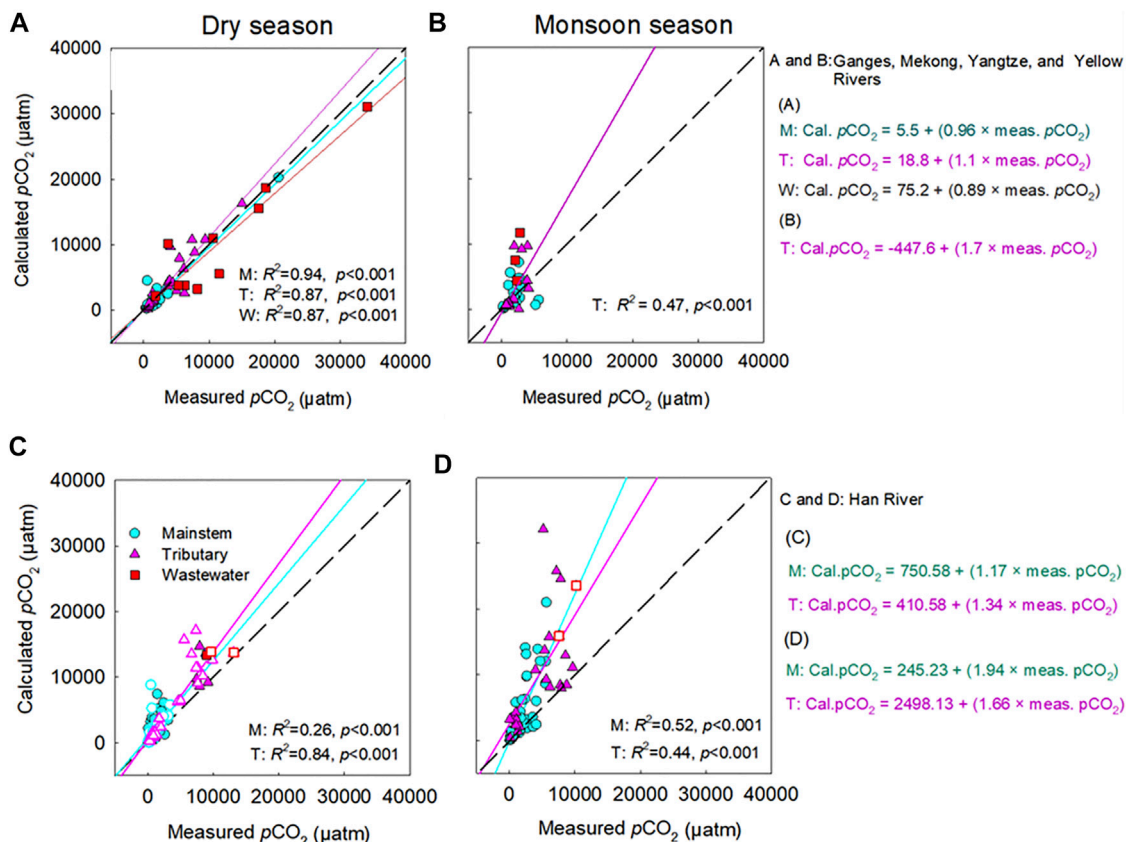 A
Dry season
B
Monsoon season
40000
30000
20000
10000
0
Calculated pCO2 (µatm)
M: R2=0.94, p<0.001
T: R2=0.87, p<0.001
W: R2=0.87, p<0.001
0 10000 20000 30000 40000
Measured pCO2 (µatm)
T: R2= 0.47, p<0.001
0 10000 20000 30000 40000
Measured pCO2 (µatm)
A and B:Ganges, Mekong, Yangtze, and Yellow
Rivers
(A)
M: Cal. pCO2 = 5.5 + (0.96 × meas. pCO2)
T: Cal. pCO2 = 18.8 + (1.1 × meas. pCO2)
W: Cal. pCO2 = 75.2 + (0.89 × meas. pCO2)
(B)
T: Cal.pCO2 = -447.6 + (1.7 × meas. pCO2)
C
D
40000
30000
20000
10000
0
Calculated pCO2 (µatm)
Mainstem
Tributary
Wastewater
M: R2=0.26, p<0.001
T: R2=0.84, p<0.001
0 10000 20000 30000 40000
Measured pCO2 (µatm)
M: R2=0.52, p<0.001
T: R2=0.44, p<0.001
0 10000 20000 30000 40000
Measured pCO2 (µatm)
C and D: Han River
(C)
M: Cal.pCO2 = 750.58 + (1.17 × meas. pCO2)
T: Cal.pCO2 = 410.58 + (1.34 × meas. pCO2)
(D)
M: Cal.pCO2 = 245.23 + (1.94 × meas. pCO2)
T: Cal.pCO2 = 2498.13 + (1.66 × meas. pCO2)